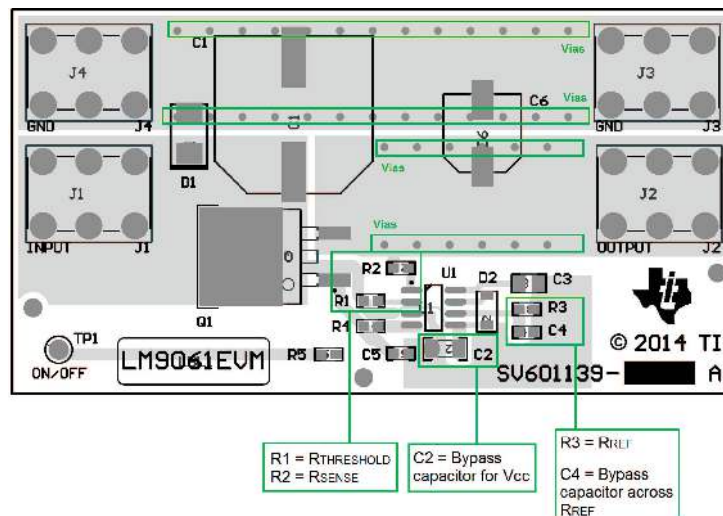 C1
Vias
J4
J3
Vias
C6
GND
J4
C1
C6
GND
J3
D1
Vias
J1
J2
INPUT
J1
Vias
OUTPUT
J2
R2
U1
D2
C3
Q1
R1
R3
R4
C4
TP1
ON/OFF
LM9061EVM
R5
C5
C2
© 2014 TI
SV601139-
A
R1 = RTHRESHOLD
R2 = RSENSE
C2 = Bypass
capacitor for Vcc
R3 = RREF
C4 = Bypass
capacitor across
RREF